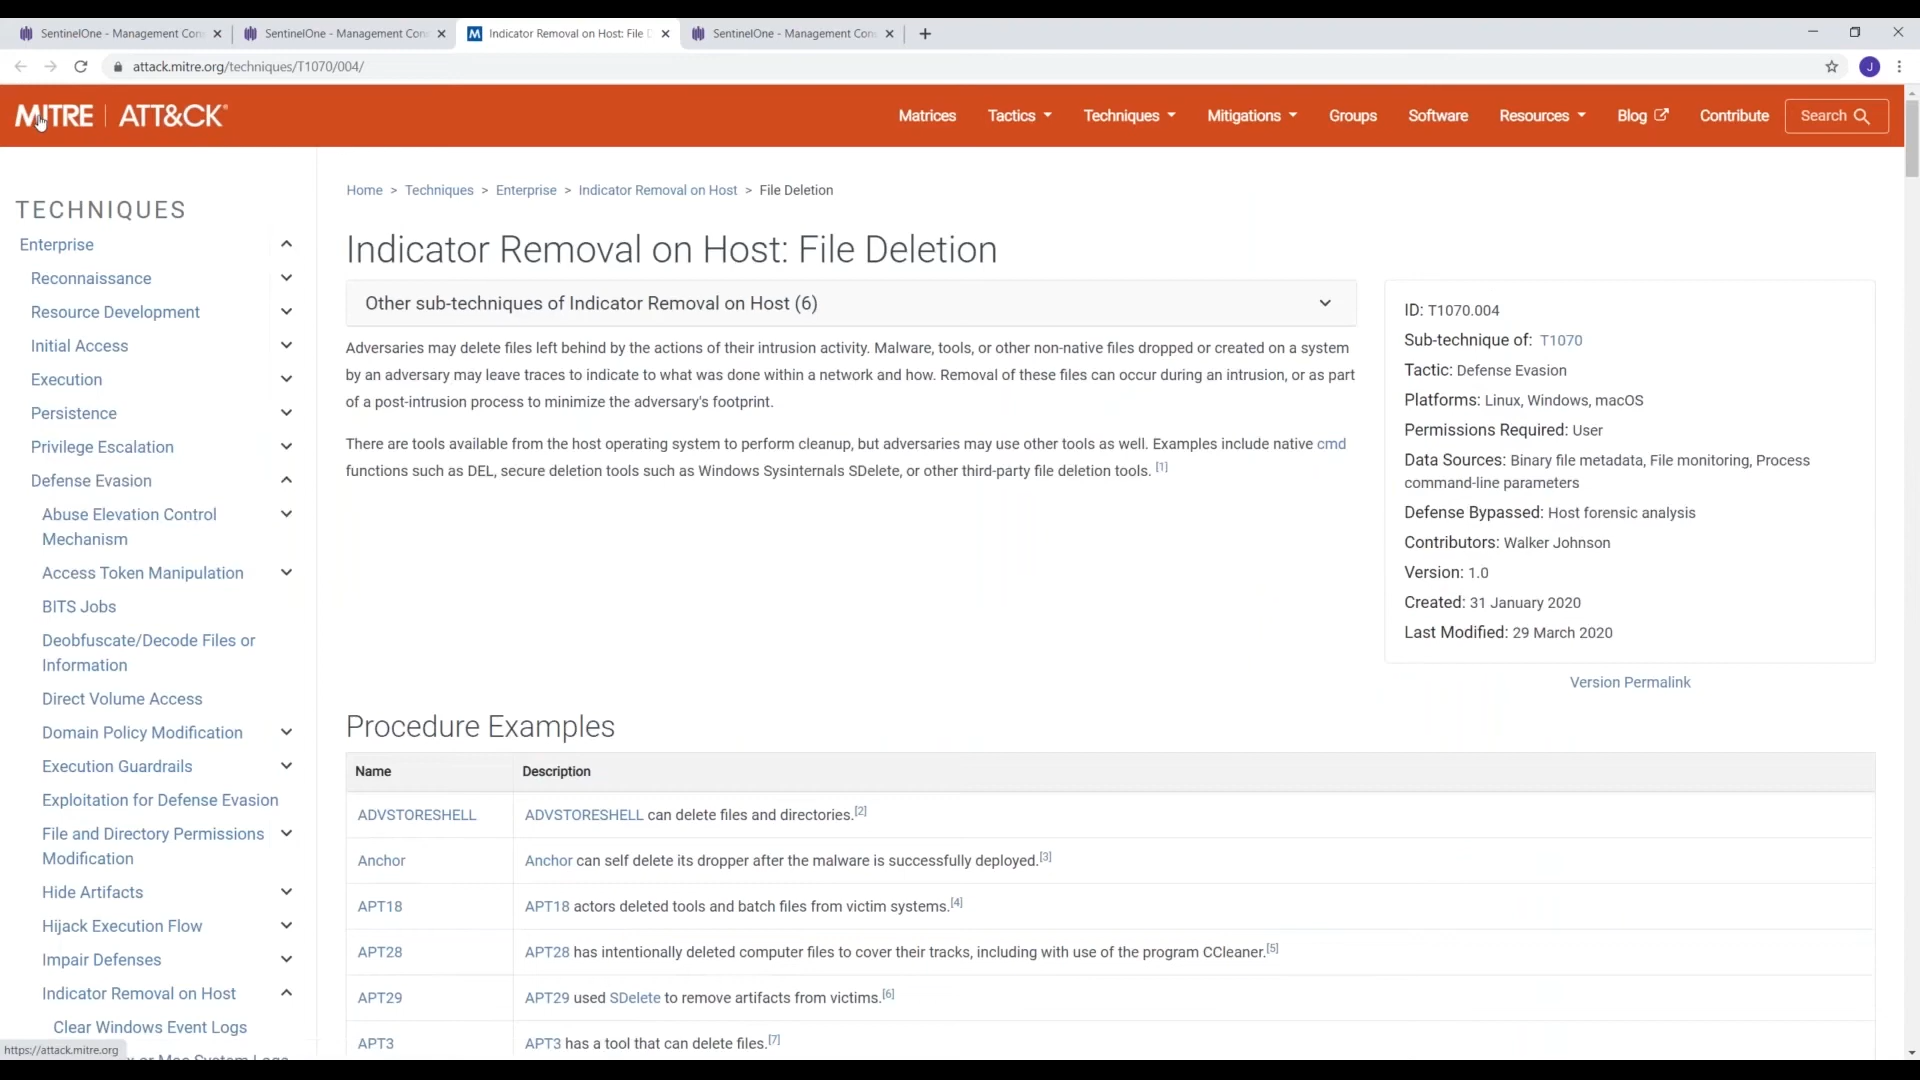 SentinelOne - Management Con
SentinelOne - Management Con
Indicator Removal on Host: File D
SentinelOne - Management Con
attack.mitre.org/techniques/T1070/004/
J
MITRE | ATT&CK®
Matrices
Tactics
Techniques
Mitigations
Groups
Software
Resources
Blog
Contribute
Search
TECHNIQUES
Enterprise
Reconnaissance
Resource Development
Initial Access
Execution
Persistence
Privilege Escalation
Defense Evasion
Abuse Elevation Control
Mechanism
Access Token Manipulation
BITS Jobs
Deobfuscate/Decode Files or
Information
Direct Volume Access
Domain Policy Modification
Execution Guardrails
Exploitation for Defense Evasion
File and Directory Permissions
Modification
Hide Artifacts
Hijack Execution Flow
Impair Defenses
Indicator Removal on Host
Clear Windows Event Logs
or Mac System Logs
https://attack.mitre.org
Home > Techniques > Enterprise > Indicator Removal on Host > File Deletion
Indicator Removal on Host: File Deletion
Other sub-techniques of Indicator Removal on Host (6)
Adversaries may delete files left behind by the actions of their intrusion activity. Malware, tools, or other non-native files dropped or created on a system
by an adversary may leave traces to indicate to what was done within a network and how. Removal of these files can occur during an intrusion, or as part
of a post-intrusion process to minimize the adversary's footprint.
There are tools available from the host operating system to perform cleanup, but adversaries may use other tools as well. Examples include native cmd
functions such as DEL, secure deletion tools such as Windows Sysinternals SDelete, or other third-party file deletion tools. [1]
ID: T1070.004
Sub-technique of: T1070
Tactic: Defense Evasion
Platforms: Linux, Windows, macOS
Permissions Required: User
Data Sources: Binary file metadata, File monitoring, Process
command-line parameters
Defense Bypassed: Host forensic analysis
Contributors: Walker Johnson
Version: 1.0
Created: 31 January 2020
Last Modified: 29 March 2020
Version Permalink
Procedure Examples
Name Description
ADVSTORESHELL ADVSTORESHELL can delete files and directories.[2]
Anchor Anchor can self delete its dropper after the malware is successfully deployed.[3]
APT18 APT18 actors deleted tools and batch files from victim systems.[4]
APT28 APT28 has intentionally deleted computer files to cover their tracks, including with use of the program CCleaner.[5]
APT29 APT29 used SDelete to remove artifacts from victims.[6]
APT3 APT3 has a tool that can delete files.[7]